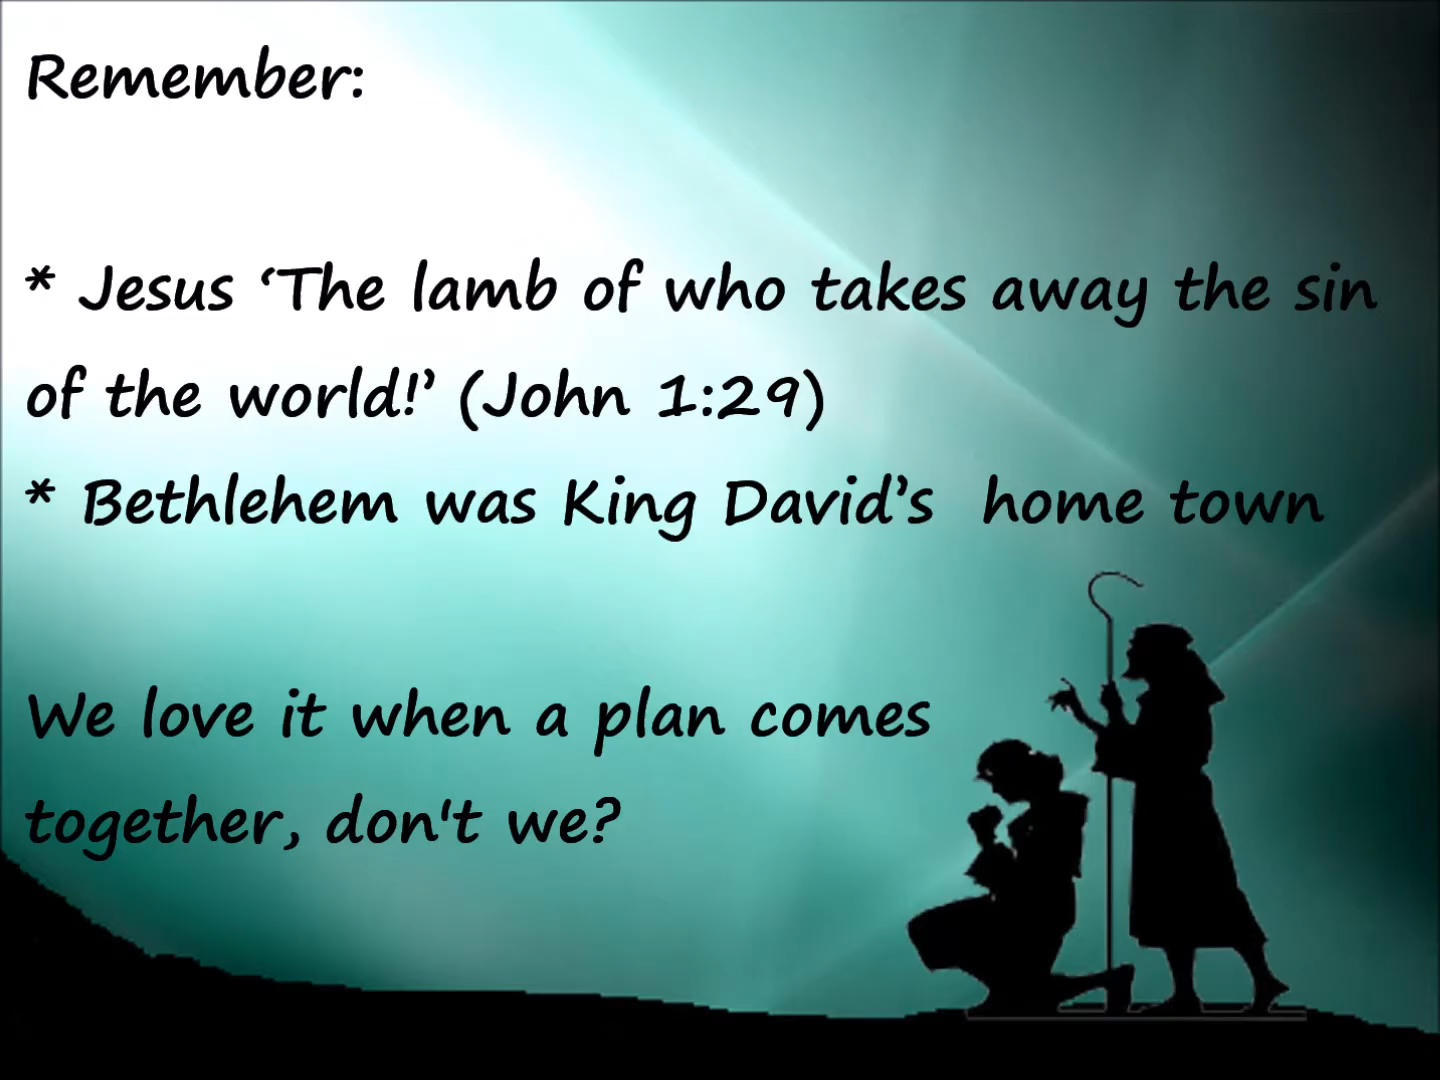 Remember:
* Jesus ‘The lamb of who takes away the sin
of the world!’ (John 1:29)
* Bethlehem was King David’s  home town
We love it when a plan comes
together, don't we?